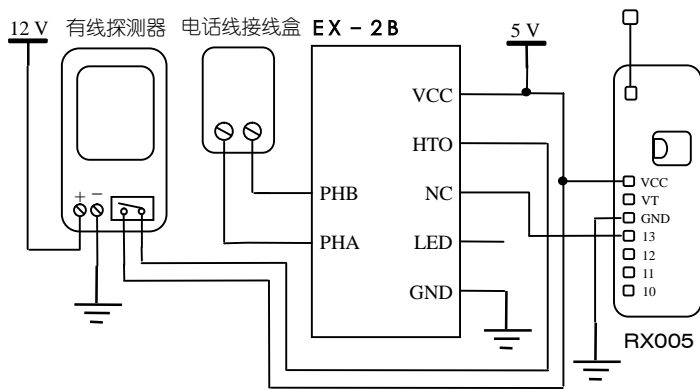 12 V
有线探测器
电话线接线盒
EX－2B
5 V
VCC
HTO
NC
LED
GND
PHB
PHA
+ −
VCC
VT
GND
13
12
11
10
RX005